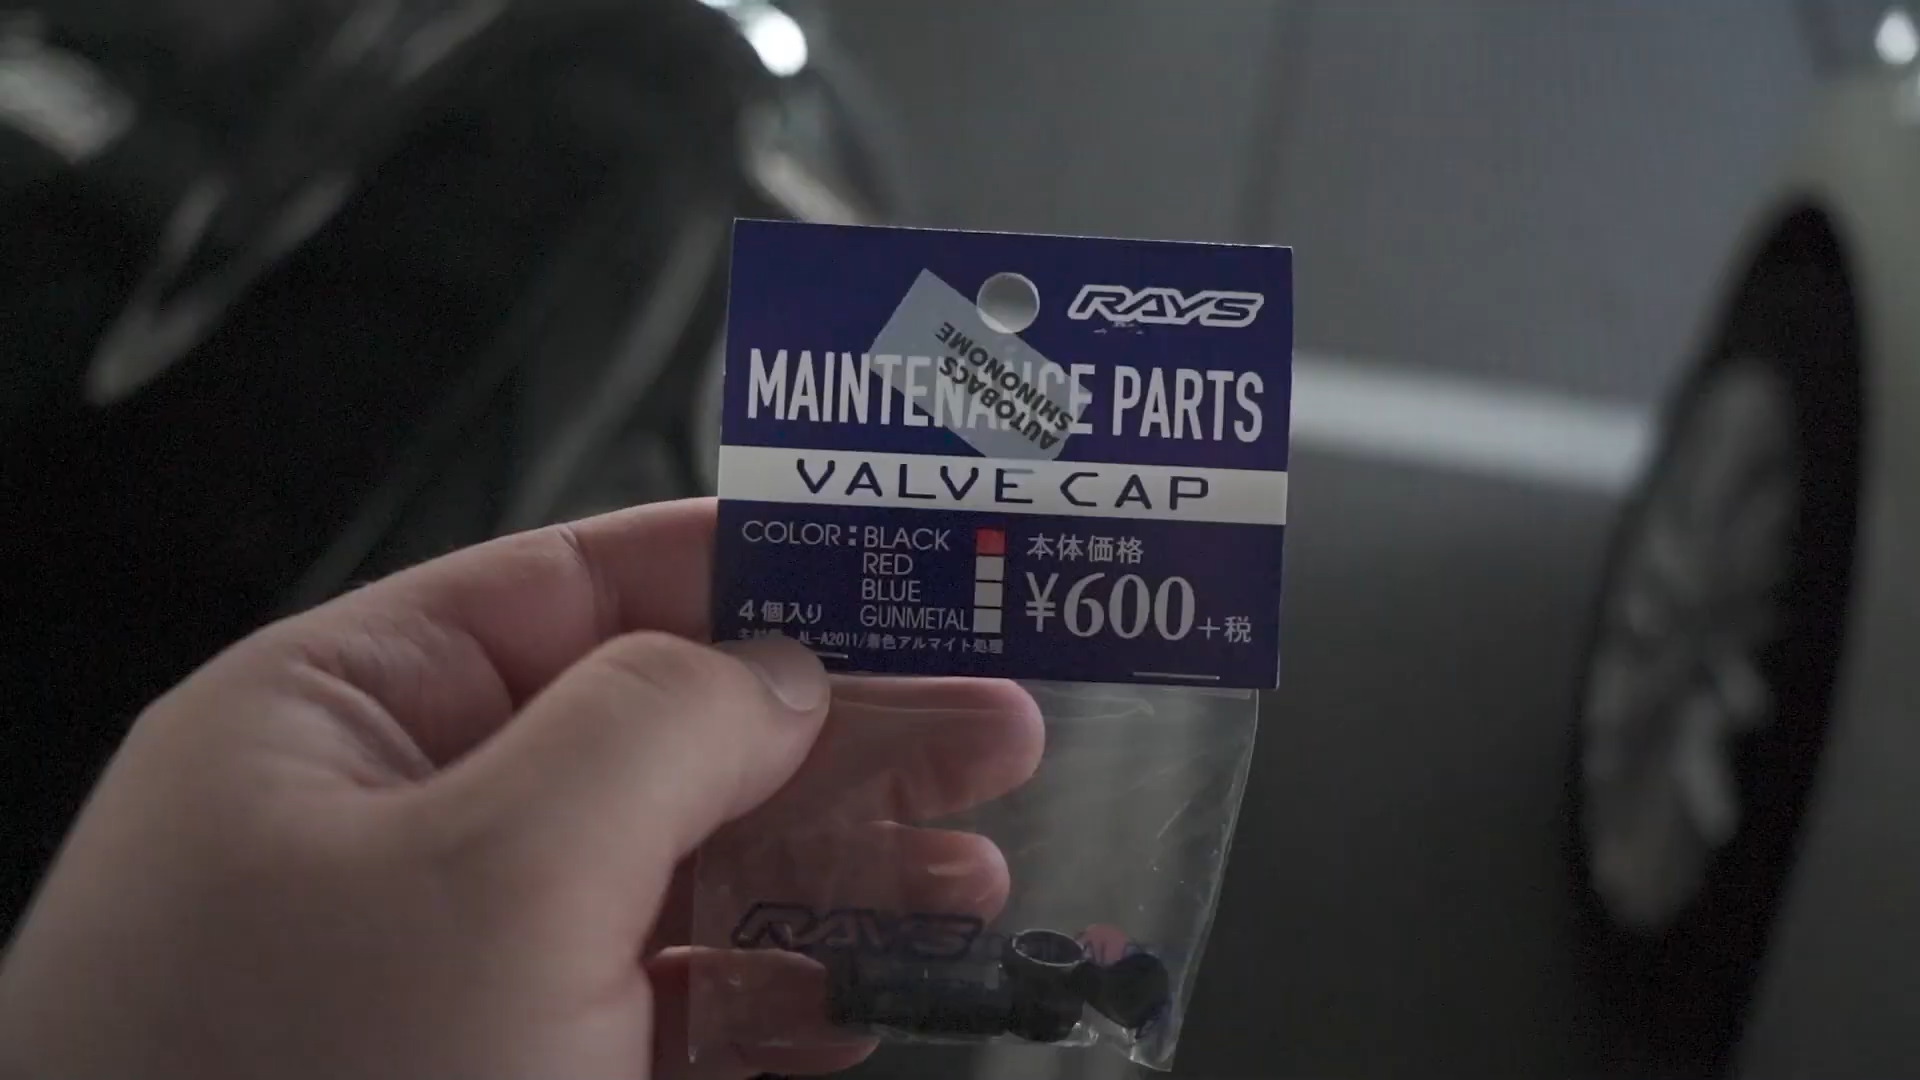 RAYS
MAINTENANCE PARTS
AUTOBACS
SHINONOME
VALVE CAP
COLOR:BLACK
RED
BLUE
GUNMETAL
本体価格
¥600+税
4個入り
AL-A2011/着色アルマイト処理
RAYS